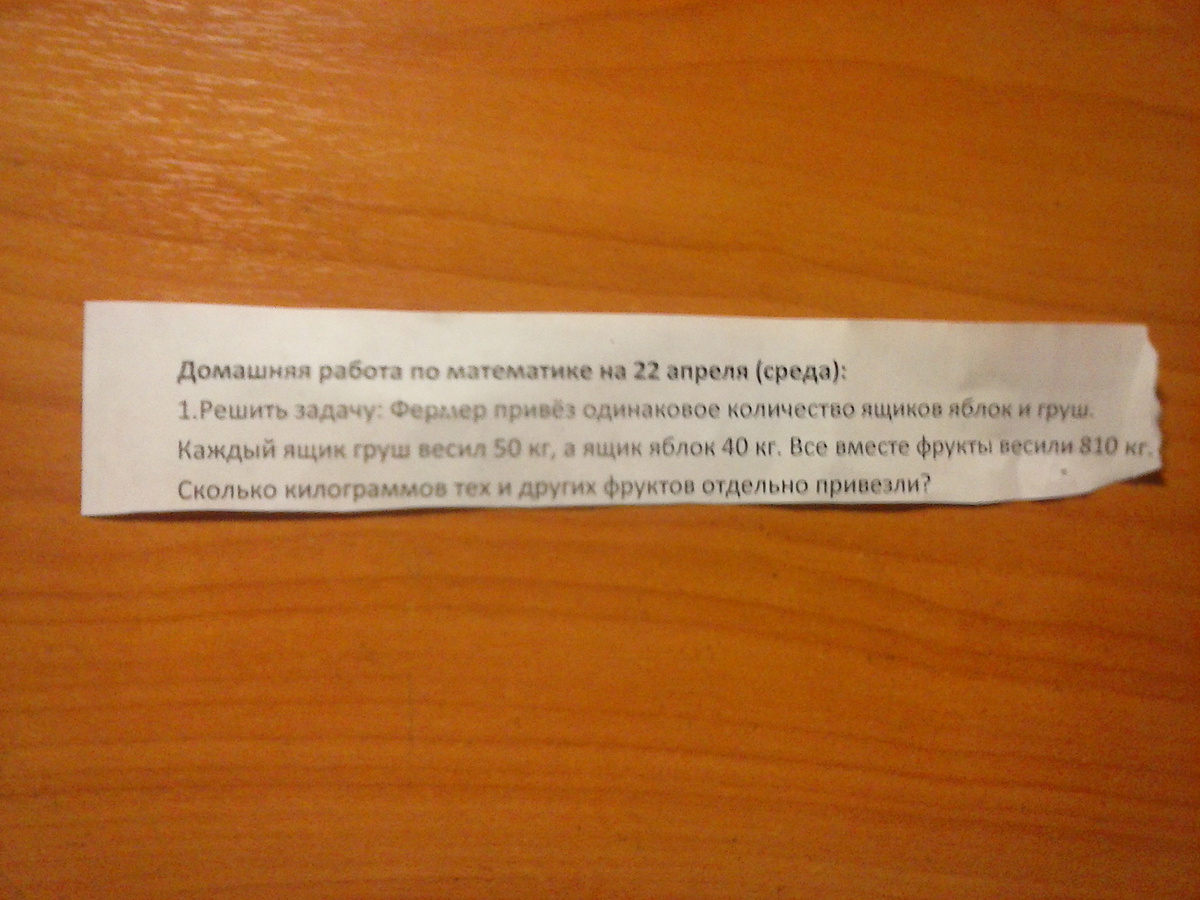 Домашняя работа по математике на 22 апреля (среда):
1.Решить задачу: Фермер привёз одинаковое количество ящиков яблок и груш.
Каждый ящик груш весил 50 кг, а ящик яблок 40 кг. Все вместе фрукты весили 810 кг.
Сколько килограммов тех и других фруктов отдельно привезли?